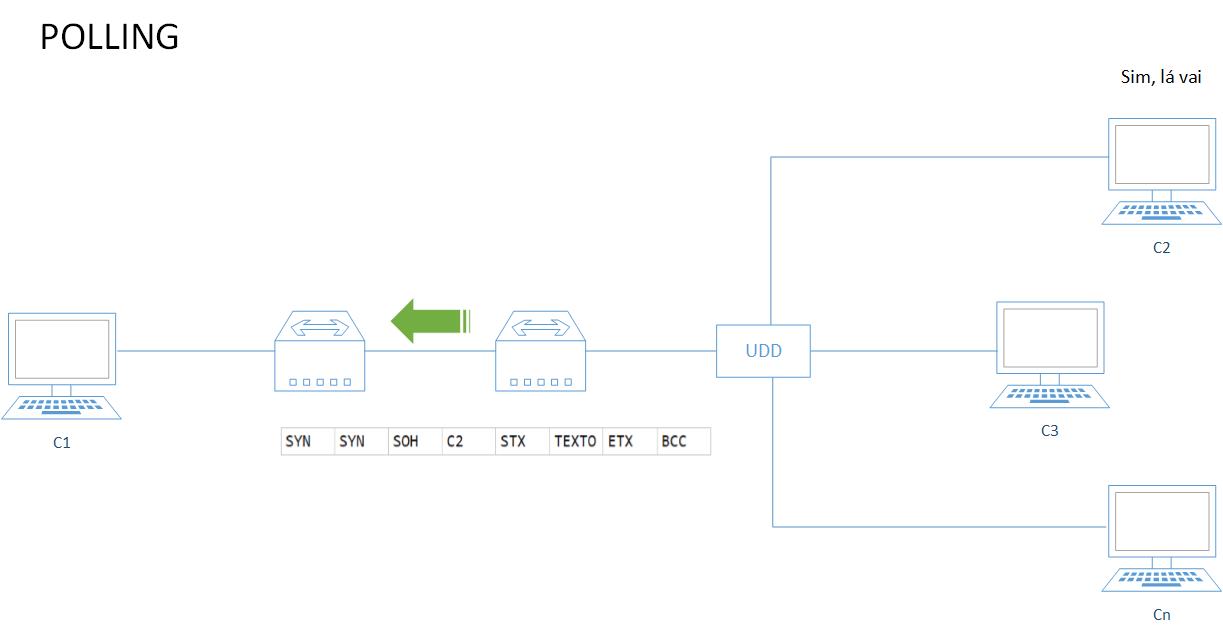 POLLING
Sim, lá vai
C2
UDD
C1
SYN SYN SOH C2 STX TEXTO ETX BCC
C3
Cn